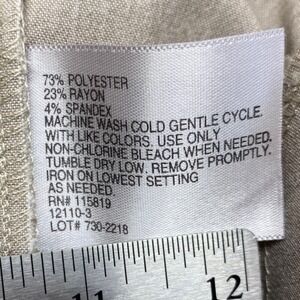 73% POLYESTER
23% RAYON
4% SPANDEX
MACHINE WASH COLD GENTLE CYCLE.
WITH LIKE COLORS. USE ONLY
NON-CHLORINE BLEACH WHEN NEEDED.
TUMBLE DRY LOW. REMOVE PROMPTLY.
IRON ON LOWEST SETTING
AS NEEDED.
RN# 115819
12110-3
LOT# 730-2218
11 12